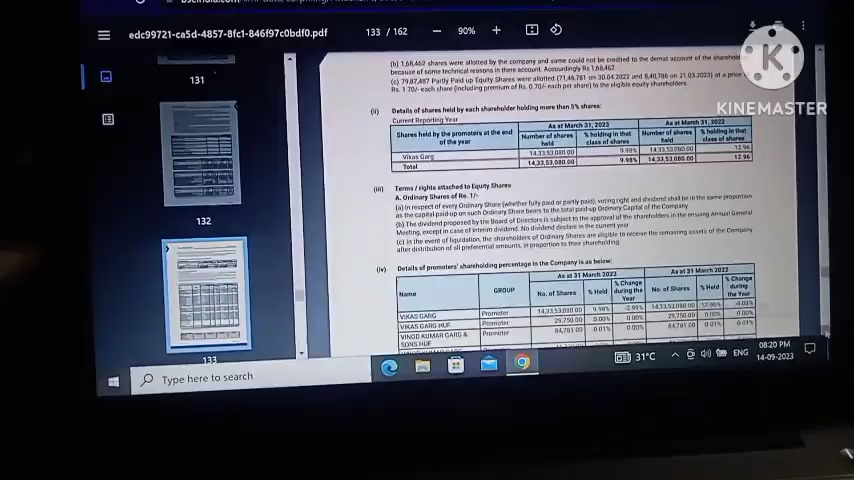 edc99721-ca5d-4857-8fc1-846f97c0bdf0.pdf
133 / 162
90%
K
KINEMASTER
131
132
133
(b) 1,68,462 shares were allotted by the company and same could not be credited to the demat account of the
because of some technical reasons in there account. Accordingly Rs 1,68,462
(c) 79,87,487 Partly Paid up Equity Shares were allotted (71,46,781 on 30.04.2022 and 8,40,786 on 21.03.2023) at a
Rs. 1.70/- each share (including premium of Rs. 0.70/- each per share) to the eligible equity shareholders.
(ii) Details of shares held by each shareholder holding more than 5% shares:
Current Reporting Year
Shares held by the promoters at the end of the year
As at March 31, 2023
As at March 31, 2022
Number of shares held
% holding in that class of shares
Number of shares held
% holding in that class of shares
Vikas Garg 14,33,53,080.00 9.98% 14,33,53,080.00 12.96
Total 14,33,53,080.00 9.98% 14,33,53,080.00 12.96
(iii) Terms / rights attached to Equity Shares
A. Ordinary Shares of Re. 1/-
(a) In respect of every Ordinary Share (whether fully paid or partly paid), voting right and dividend shall be in the same proportion
as the capital paid-up on such Ordinary Share bears to the total paid-up Ordinary Capital of the Company
(b) The dividend proposed by the Board of Directors is subject to the approval of the shareholders in the ensuing Annual General
Meeting, except in case of interim dividend. No dividend declare in the current year
(c) In the event of liquidation, the shareholders of Ordinary Shares are eligible to receive the remaining assets of the Company
after distribution of all preferential amounts, in proportion to their shareholding.
(iv) Details of promoters' shareholding percentage in the Company is as below:
Name
GROUP
As at 31 March 2023
As at 31 March 2022
No. of Shares
% Held
% Change during the Year
No. of Shares
% Held
% Change during the Year
VIKAS GARG Promoter 14,33,53,080.00 9.98% -2.99% 14,33,53,080.00 12.96%
VIKAS GARG HUF Promoter 29,750.00 0.00% 0.00% 29,750.00 0.00% 0.00%
VINOD KUMAR GARG & SONS HUF Promoter 84,781.00 0.01% 0.00% 84,781.00 0.01% -0.01%
Type here to search
31°C
ENG
08:20 PM
14-09-2023